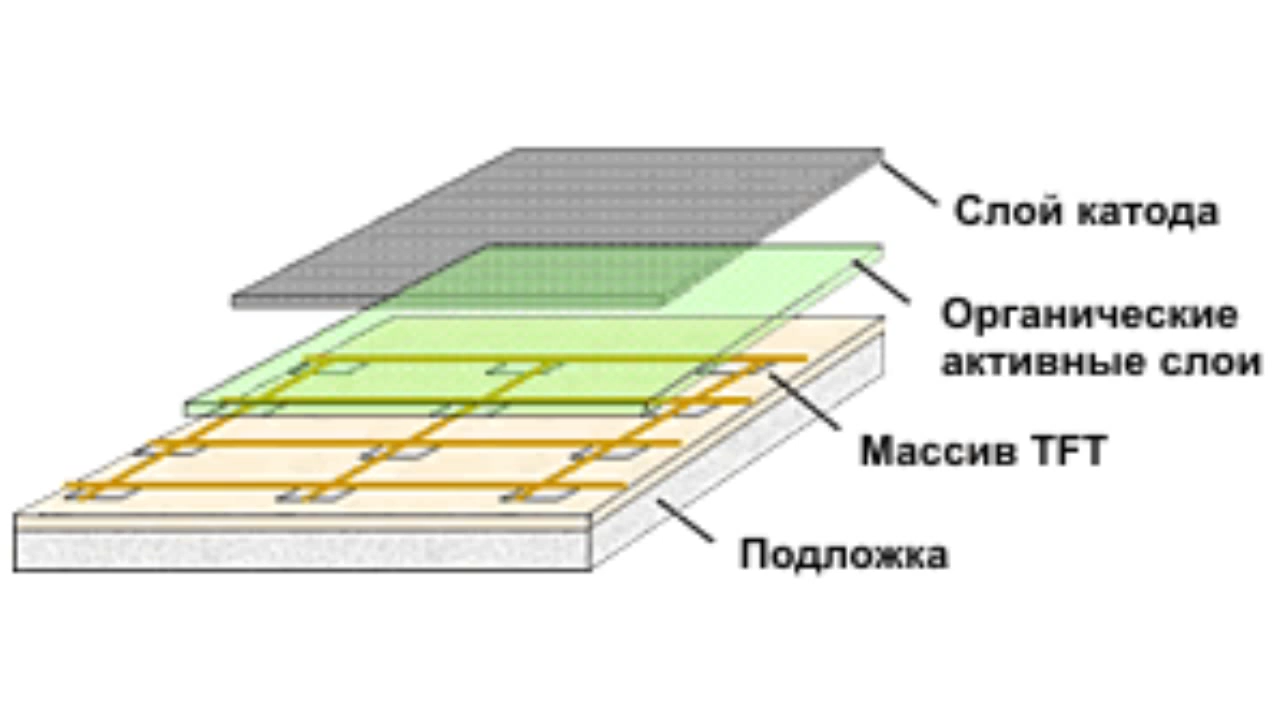 Слой катода
Органические
активные слои
Массив TFT
Подложка